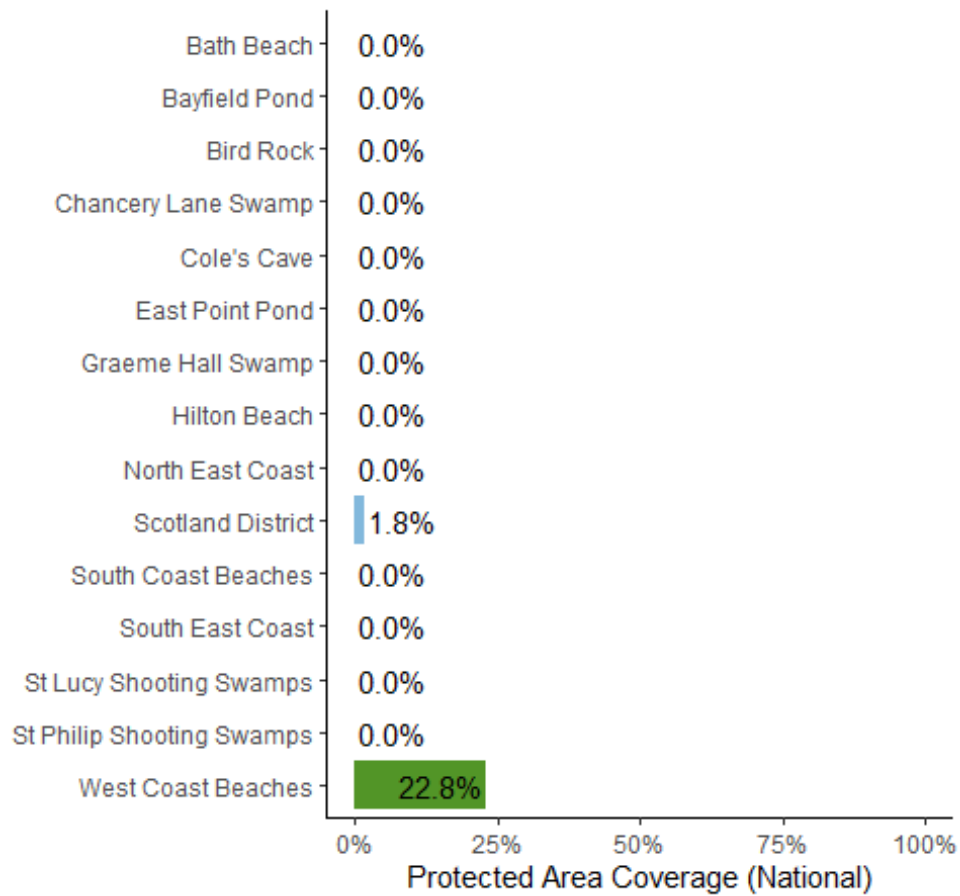 Bath Beach 0.0%
Bayfield Pond 0.0%
Bird Rock 0.0%
Chancery Lane Swamp 0.0%
Cole's Cave 0.0%
East Point Pond 0.0%
Graeme Hall Swamp 0.0%
Hilton Beach 0.0%
North East Coast 0.0%
Scotland District 1.8%
South Coast Beaches 0.0%
South East Coast 0.0%
St Lucy Shooting Swamps 0.0%
St Philip Shooting Swamps 0.0%
West Coast Beaches 22.8%
0% 25% 50% 75% 100%
Protected Area Coverage (National)